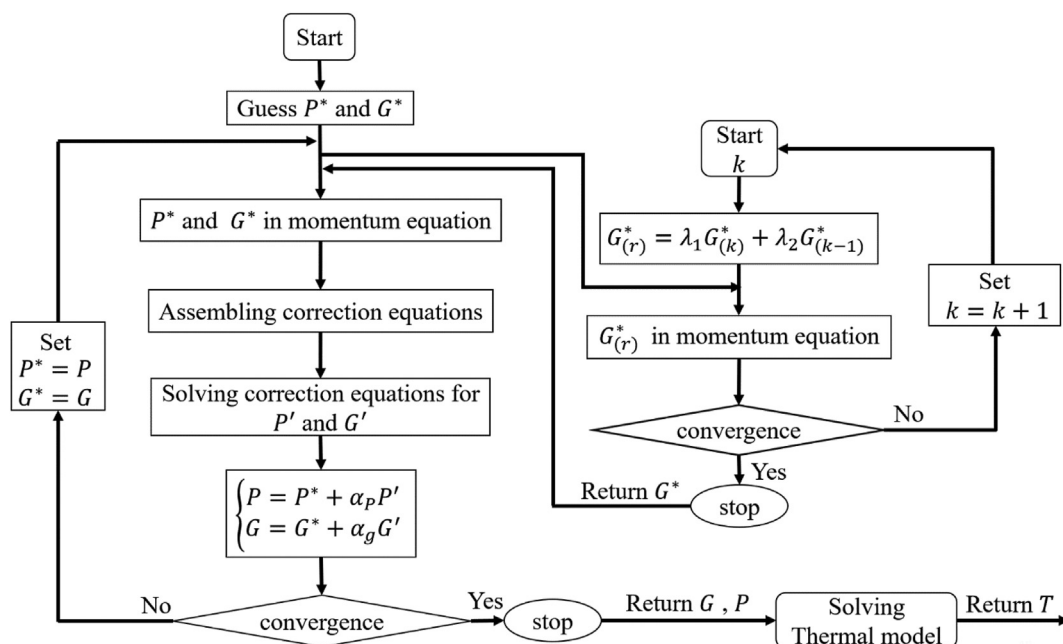 Start
Guess P* and G*
P* and G* in momentum equation
Assembling correction equations
Solving correction equations for
P′ and G′
P = P* + α_P P′
G = G* + α_g G′
convergence
No
Set
P* = P
G* = G
Yes
stop
Return G , P
Solving
Thermal model
Return T
Start
k
G*_(r) = λ₁G*_(k) + λ₂G*_(k−1)
G*_(r) in momentum equation
convergence
No
Set
k = k + 1
Yes
stop
Return G*